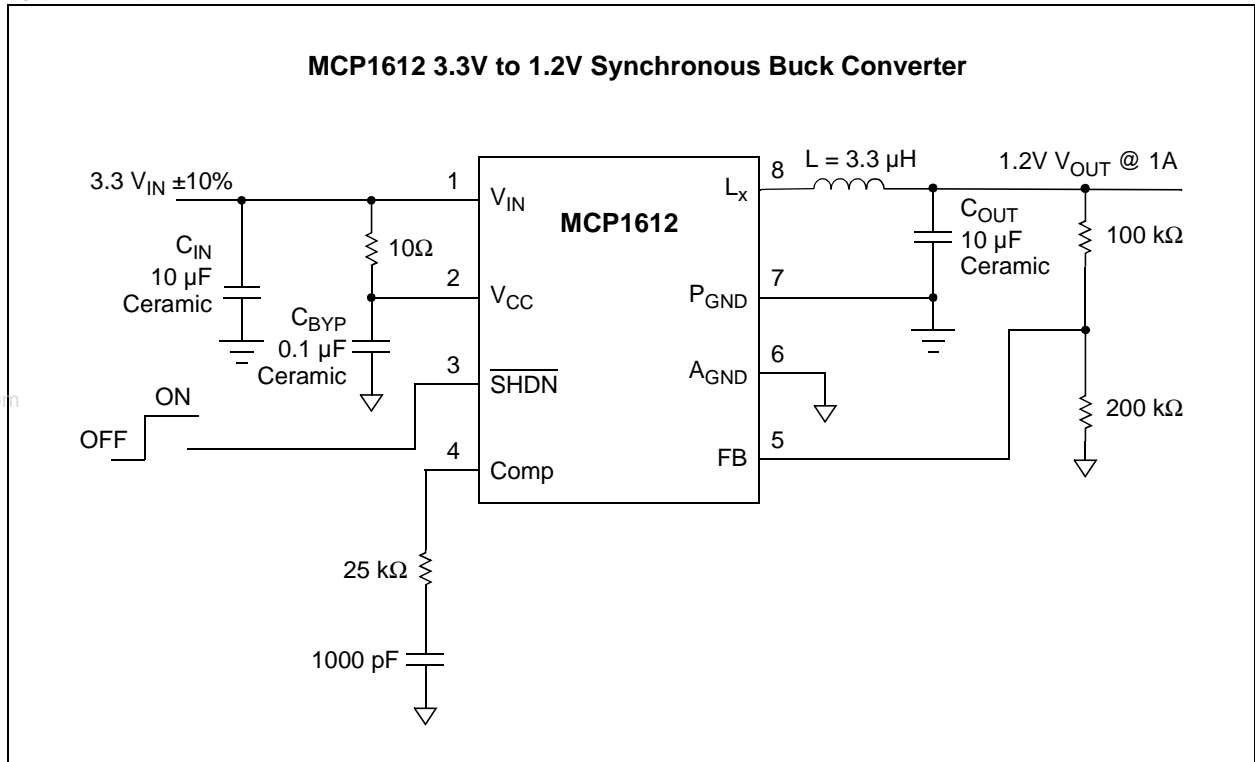 MCP1612 3.3V to 1.2V Synchronous Buck Converter
3.3 VIN ±10%
CIN
10 µF
Ceramic
10Ω
CBYP
0.1 µF
Ceramic
OFF
ON
1
VIN
2
VCC
3
SHDN
4
Comp
MCP1612
8
Lx
7
PGND
6
AGND
5
FB
25 kΩ
1000 pF
L = 3.3 µH
1.2V VOUT @ 1A
COUT
10 µF
Ceramic
100 kΩ
200 kΩ
om